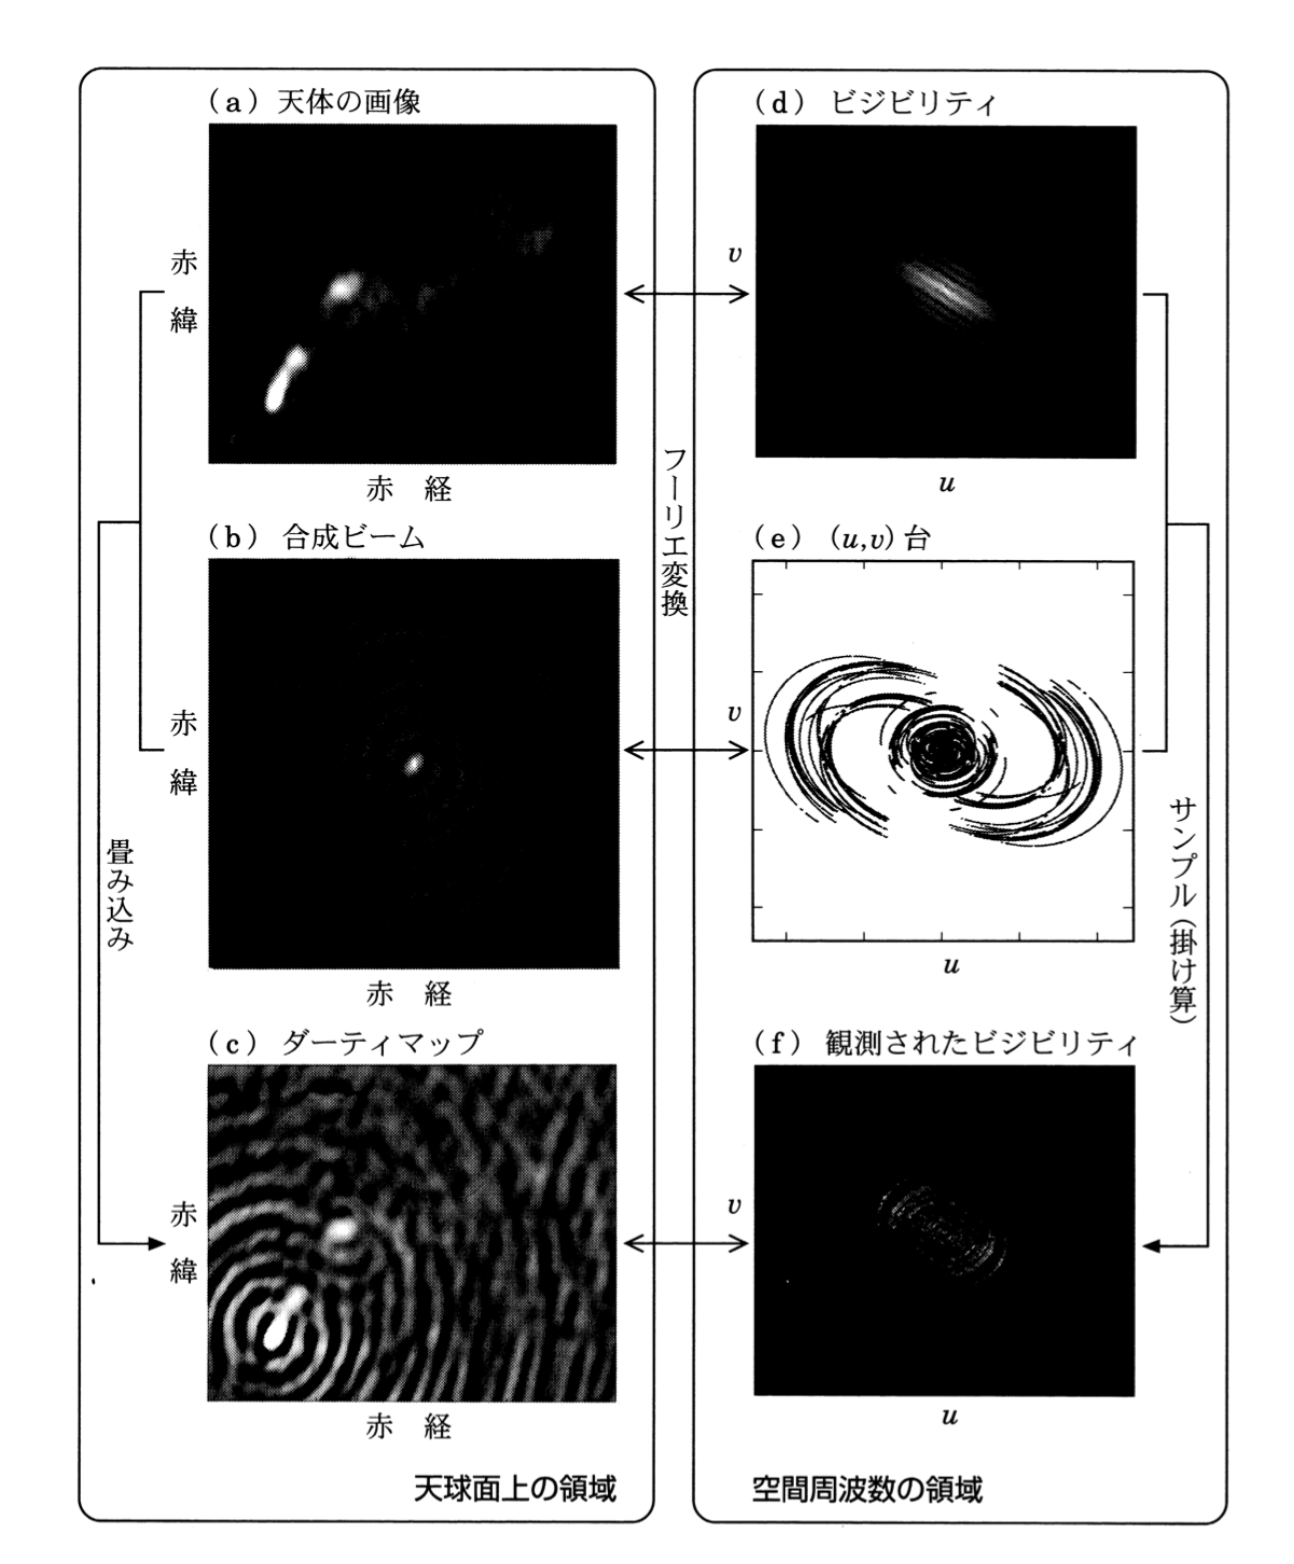 (a) 天体の画像
赤緯
赤 経
(b) 合成ビーム
赤緯
赤 経
(c) ダーティマップ
赤緯
赤 経
畳み込み
天球面上の領域
フーリエ変換
(d) ビジビリティ
v
u
(e) (u,v)台
v
u
(f) 観測されたビジビリティ
v
u
サンプル(掛け算)
空間周波数の領域